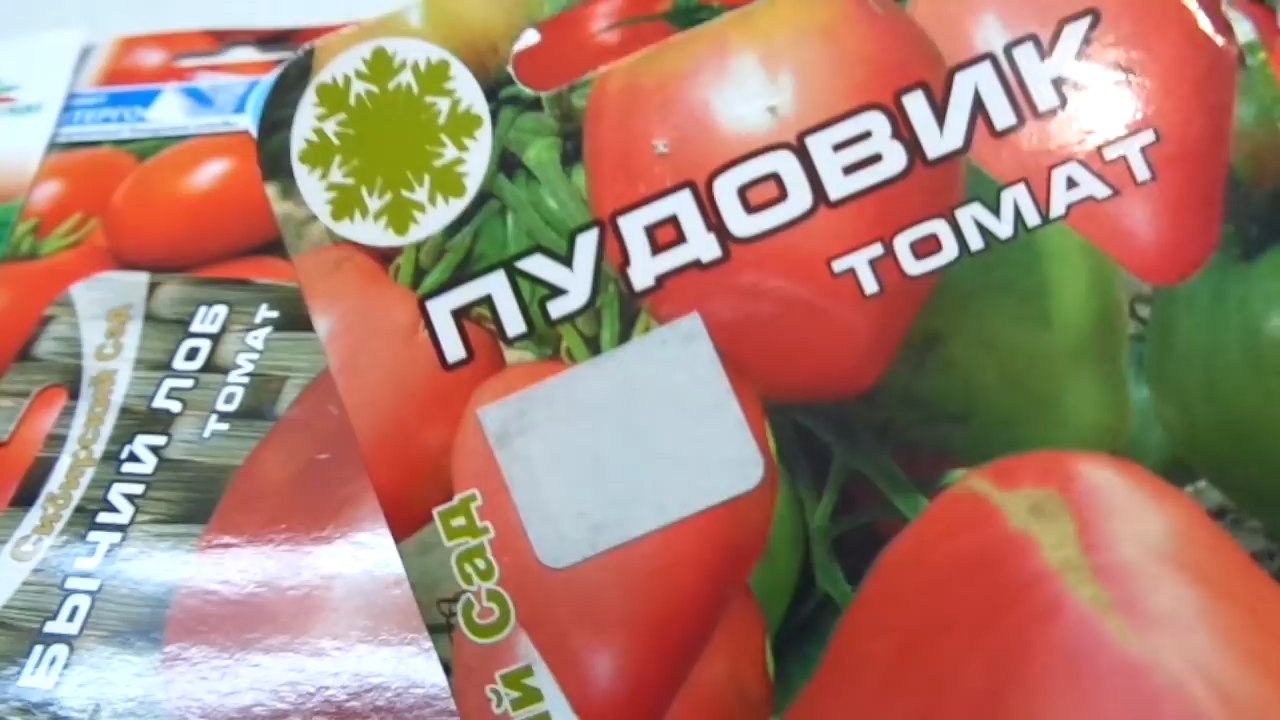 ПУДОВИК
ТОМАТ
й Сад
БЫЧИЙ ЛОБ
ТОМАТ
Сибирский Сад